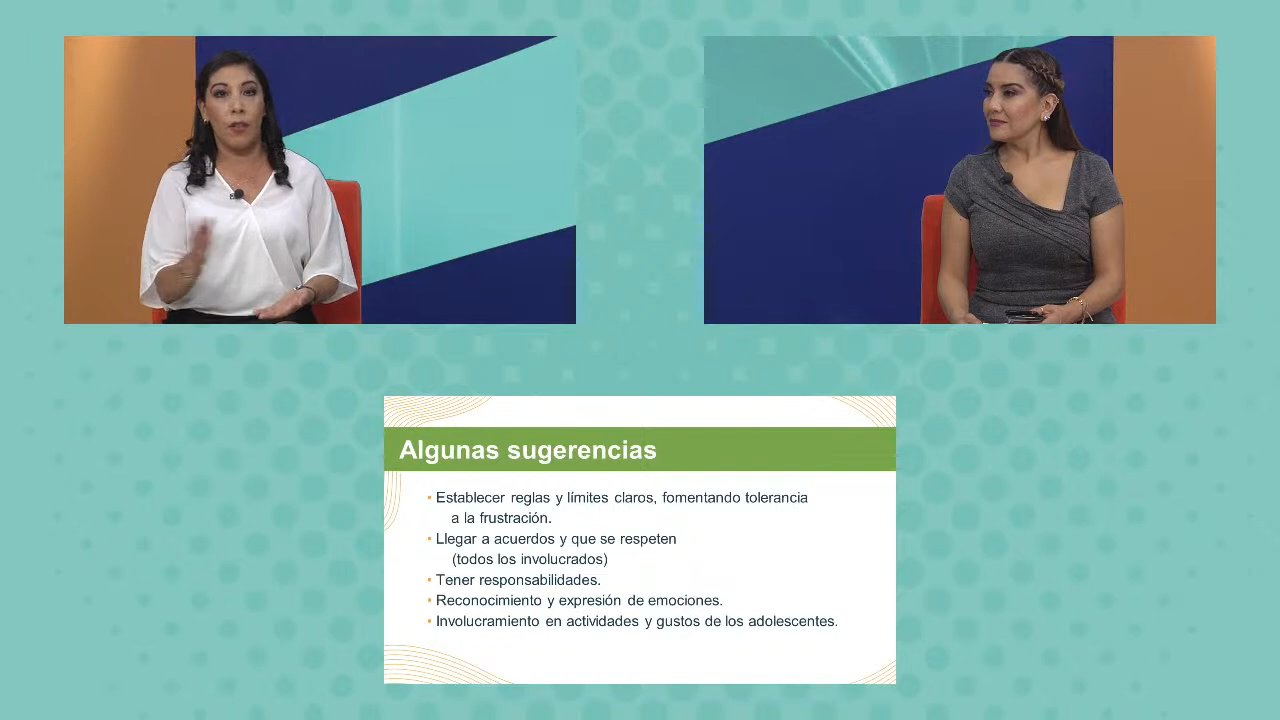 Algunas sugerencias
• Establecer reglas y límites claros, fomentando tolerancia
a la frustración.
• Llegar a acuerdos y que se respeten
(todos los involucrados)
• Tener responsabilidades.
• Reconocimiento y expresión de emociones.
• Involucramiento en actividades y gustos de los adolescentes.